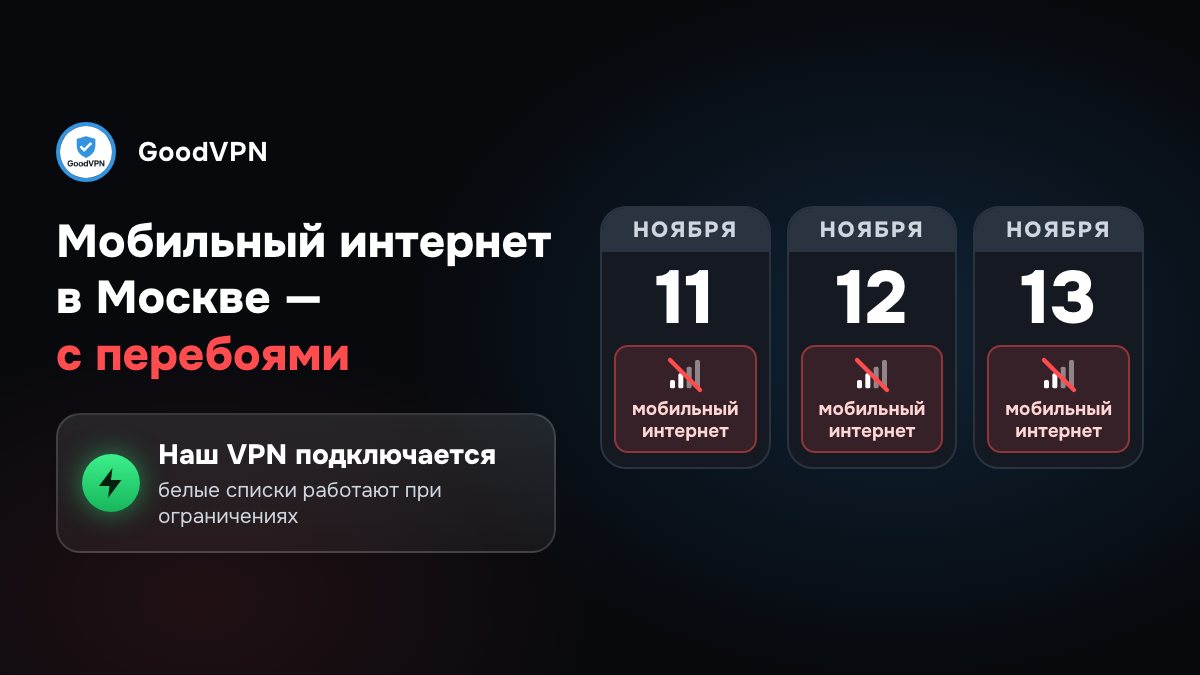 GoodVPN
GoodVPN
Мобильный интернет
в Москве —
с перебоями
Наш VPN подключается
белые списки работают при
ограничениях
НОЯБРЯ
11
мобильный
интернет
НОЯБРЯ
12
мобильный
интернет
НОЯБРЯ
13
мобильный
интернет